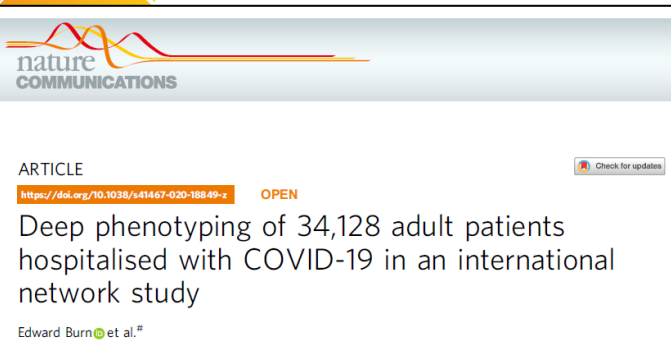 nature
COMMUNICATIONS
ARTICLE
Check for updates
https://doi.org/10.1038/s41467-020-18849-z
OPEN
Deep phenotyping of 34,128 adult patients
hospitalised with COVID-19 in an international
network study
Edward Burn iD et al.#